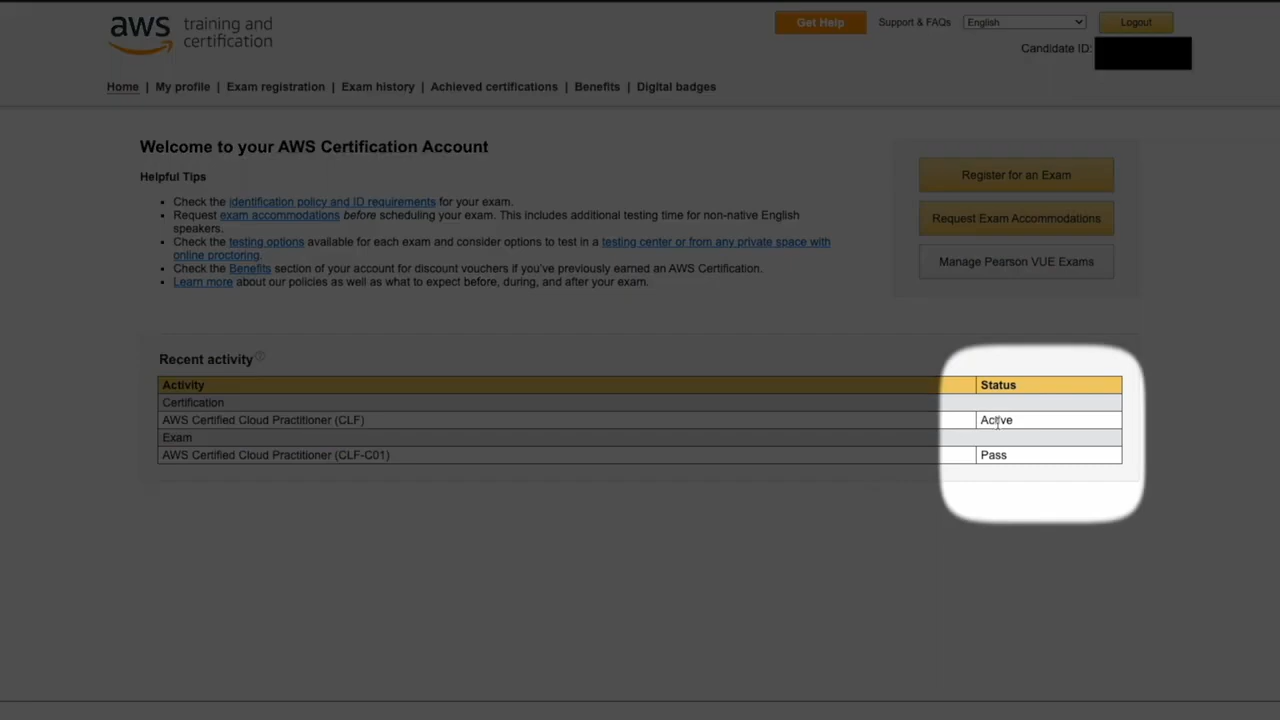 aws training and certification
Get Help Support & FAQs English Logout
Candidate ID:
Home | My profile | Exam registration | Exam history | Achieved certifications | Benefits | Digital badges
Welcome to your AWS Certification Account
Helpful Tips
Check the identification policy and ID requirements for your exam.
Request exam accommodations before scheduling your exam. This includes additional testing time for non-native English
speakers.
Check the testing options available for each exam and consider options to test in a testing center or from any private space with
online proctoring.
Check the Benefits section of your account for discount vouchers if you've previously earned an AWS Certification.
Learn more about our policies as well as what to expect before, during, and after your exam.
Register for an Exam
Request Exam Accommodations
Manage Pearson VUE Exams
Recent activity
Activity Status
Certification
AWS Certified Cloud Practitioner (CLF) Active
Exam
AWS Certified Cloud Practitioner (CLF-C01) Pass